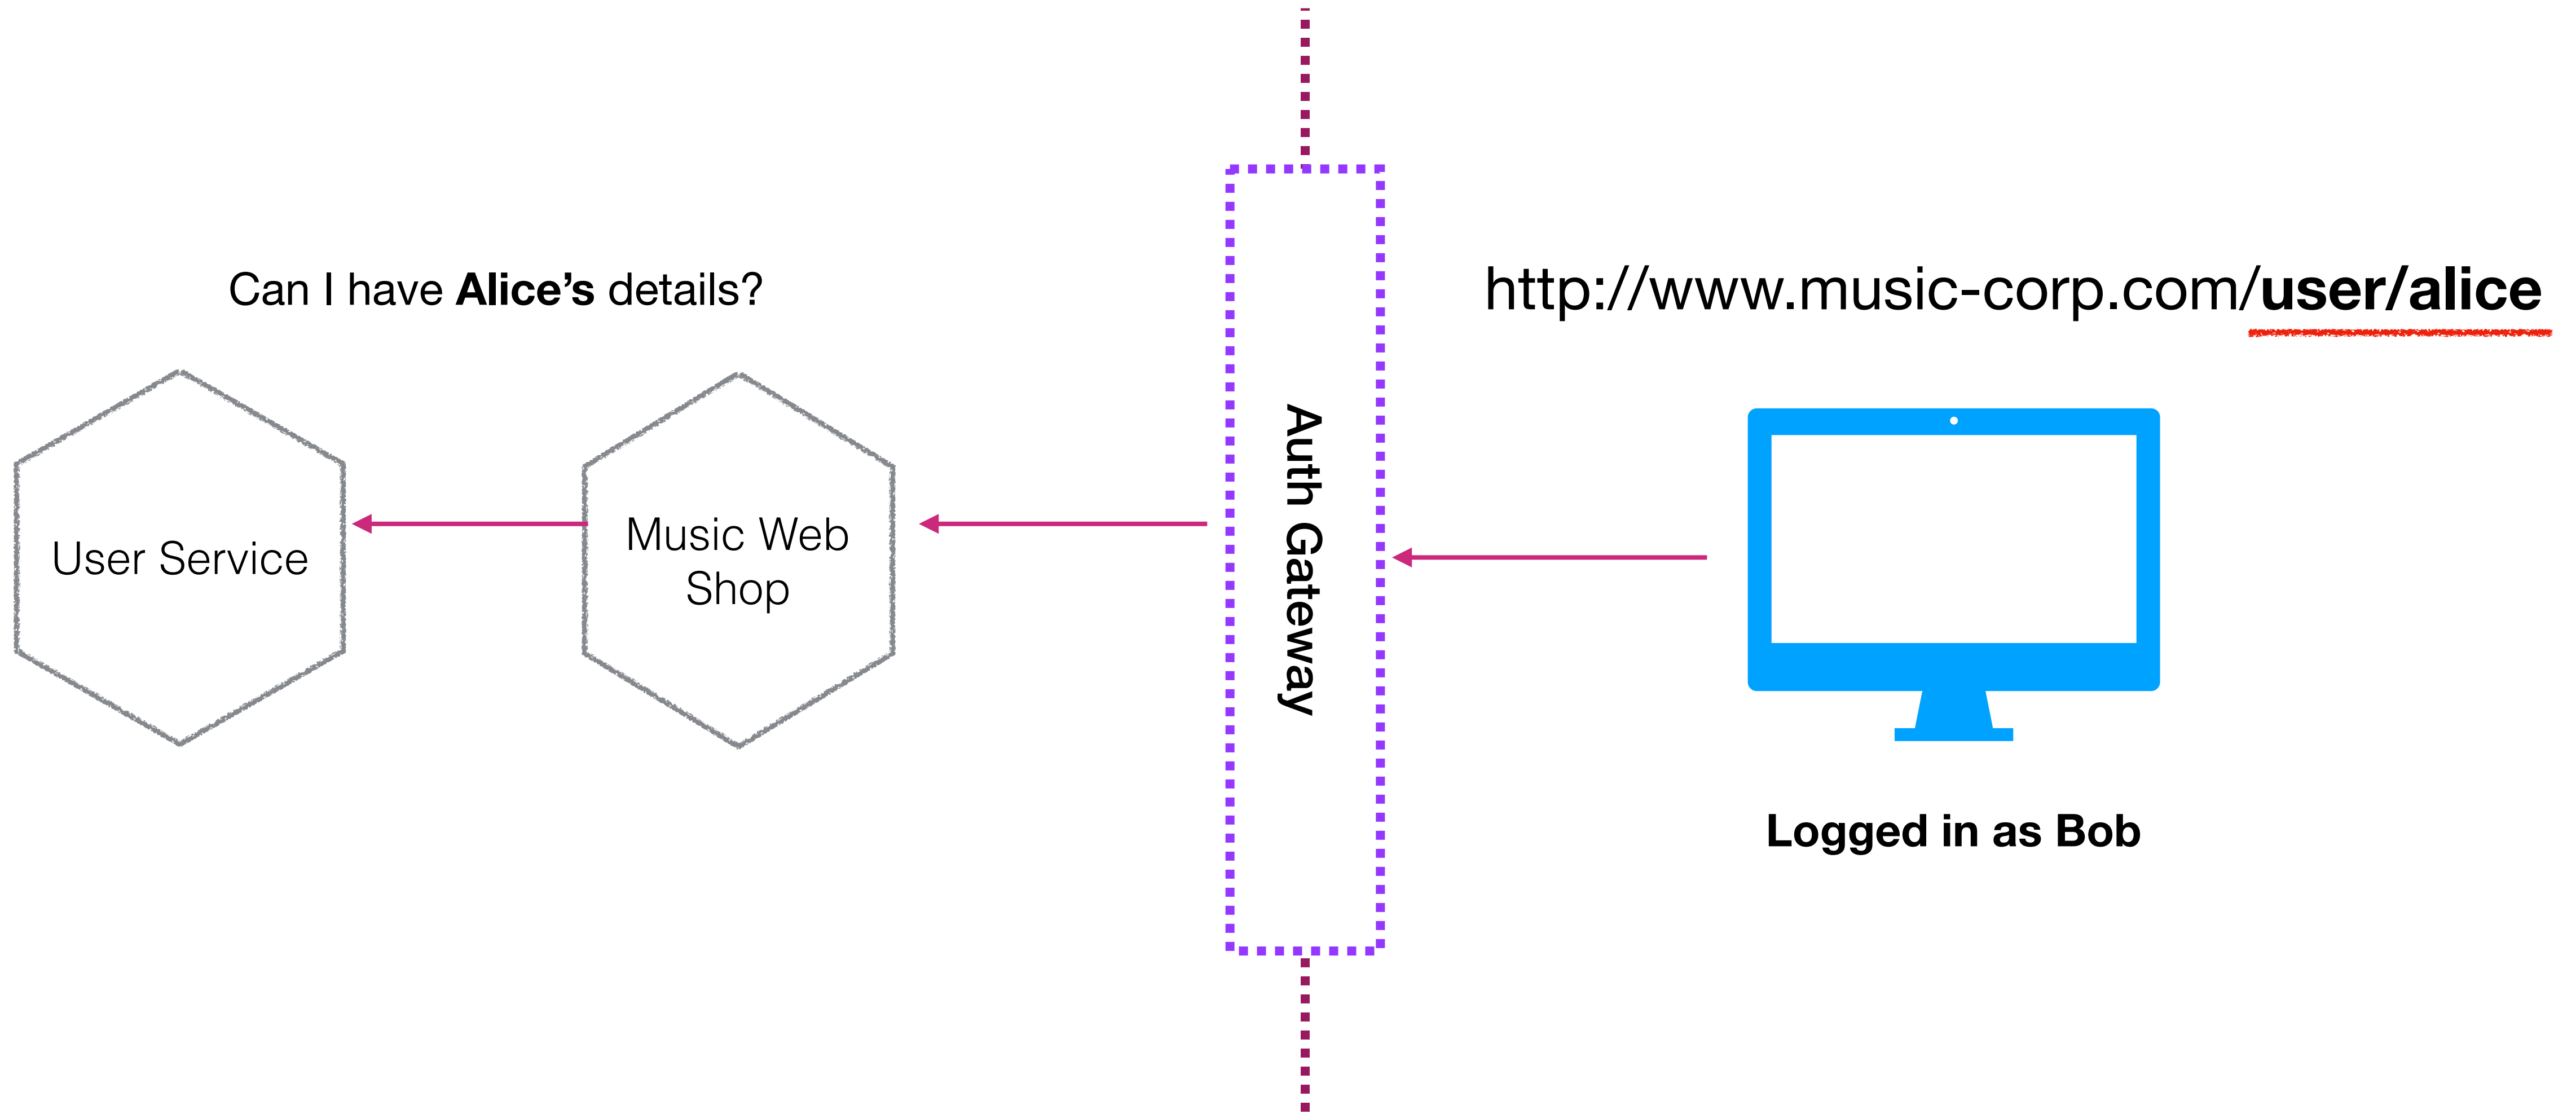 Can I have Alice’s details?
http://www.music-corp.com/user/alice
User Service
Music Web
Shop
Auth Gateway
Logged in as Bob